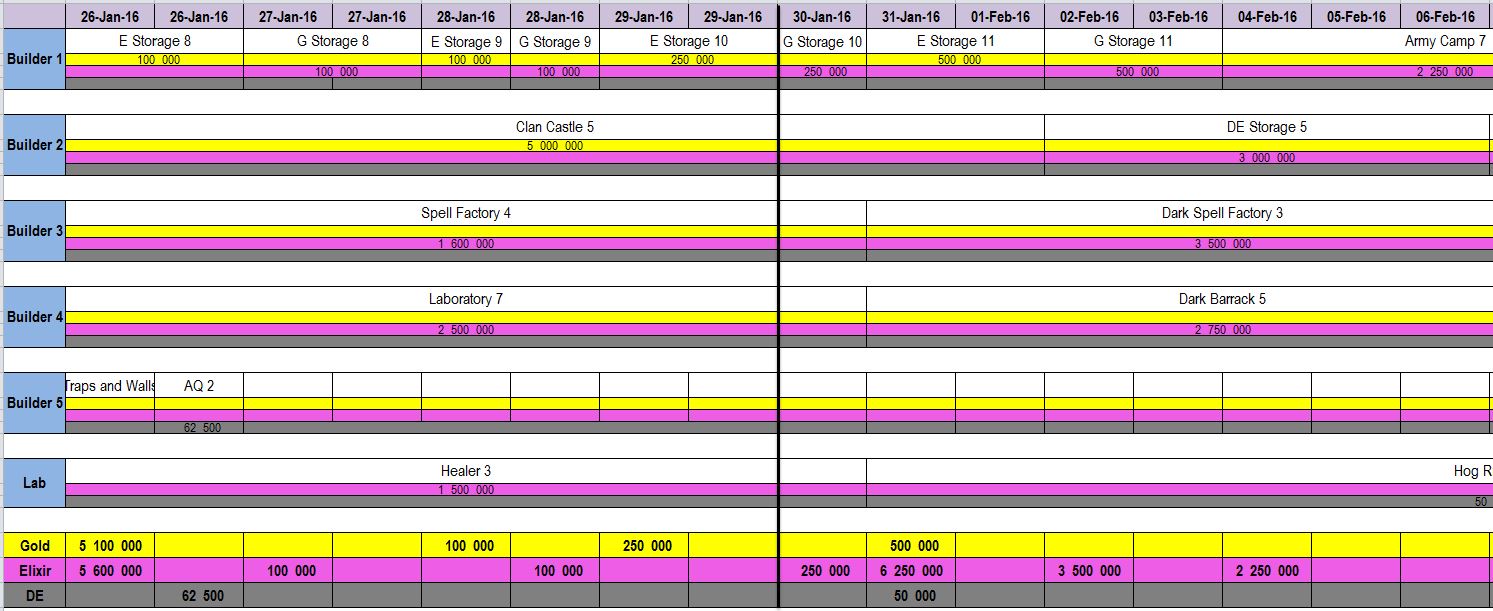 26-Jan-16 26-Jan-16 27-Jan-16 27-Jan-16 28-Jan-16 28-Jan-16 29-Jan-16 29-Jan-16 30-Jan-16 31-Jan-16 01-Feb-16 02-Feb-16 03-Feb-16 04-Feb-16 05-Feb-16 06-Feb-16
Builder 1 E Storage 8 G Storage 8 E Storage 9 G Storage 9 E Storage 10 G Storage 10 E Storage 11 G Storage 11 Army Camp 7
100 000 100 000 250 000 500 000
100 000 100 000 250 000 500 000 2 250 000
Builder 2 Clan Castle 5 DE Storage 5
5 000 000
3 000 000
Builder 3 Spell Factory 4 Dark Spell Factory 3
1 600 000 3 500 000
Builder 4 Laboratory 7 Dark Barrack 5
2 500 000 2 750 000
Builder 5 Traps and Walls AQ 2
62 500
Lab Healer 3 Hog R
1 500 000
50
Gold 5 100 000 100 000 250 000 500 000
Elixir 5 600 000 100 000 100 000 250 000 6 250 000 3 500 000 2 250 000
DE 62 500 50 000